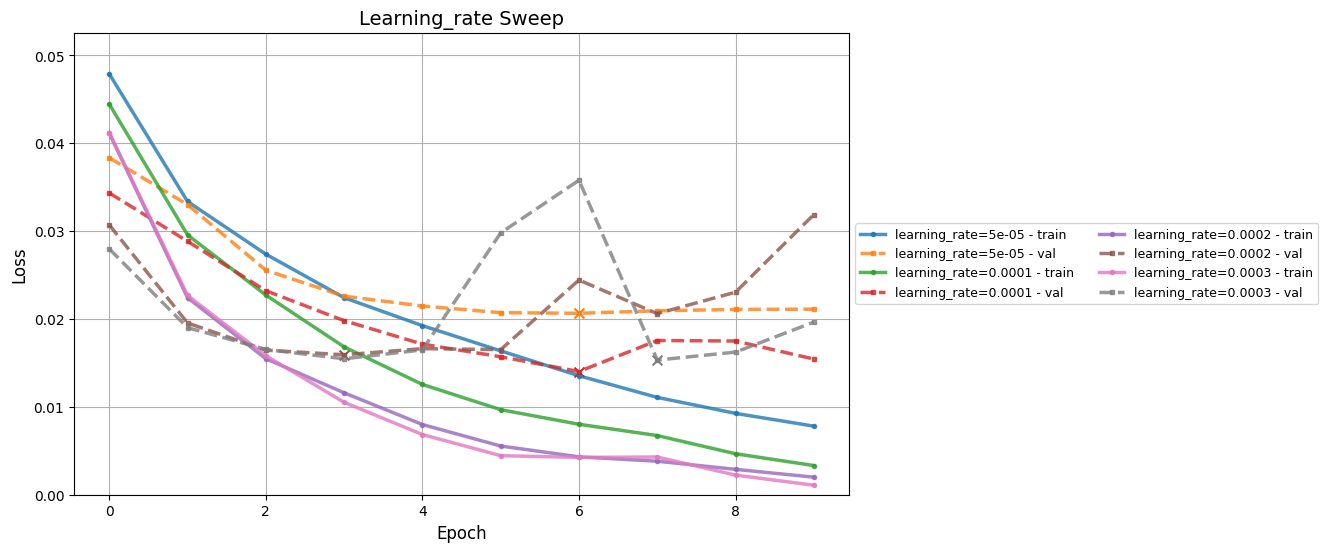 Learning_rate Sweep
0.05
0.04
0.03
0.02
0.01
0.00
Loss
0 2 4 6 8
Epoch
learning_rate=5e-05 - train
learning_rate=5e-05 - val
learning_rate=0.0001 - train
learning_rate=0.0001 - val
learning_rate=0.0002 - train
learning_rate=0.0002 - val
learning_rate=0.0003 - train
learning_rate=0.0003 - val